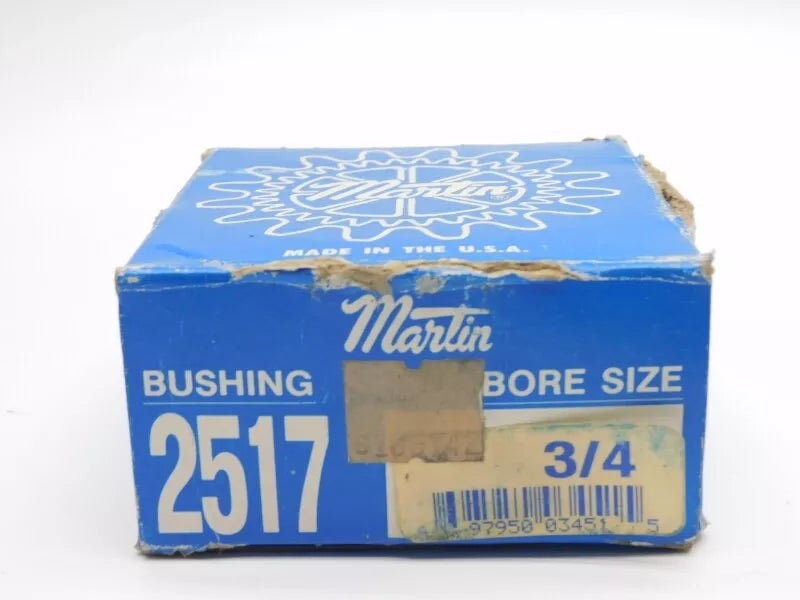 Martin
MADE IN THE U.S.A.
Martin
BUSHING
BORE SIZE
2517
3/4
97950 03451 5